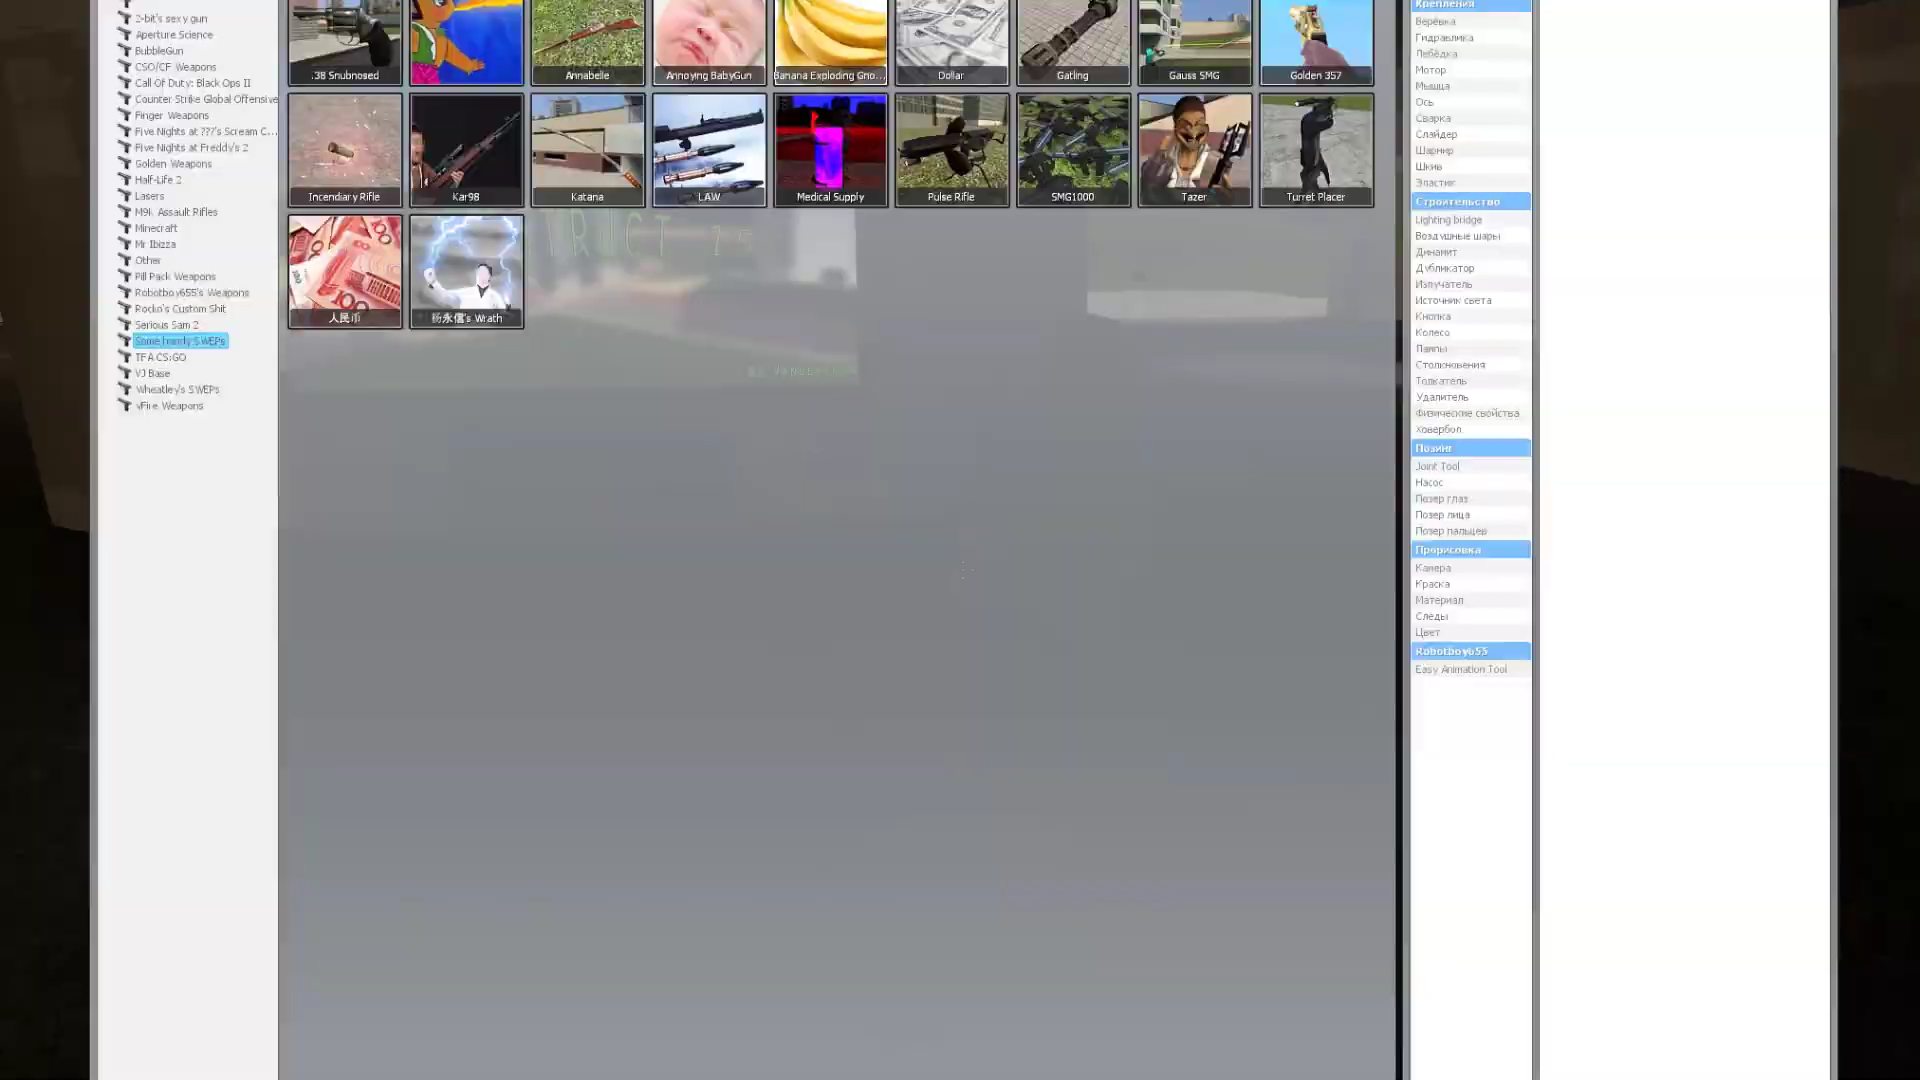 2-bit's sexy gun
Aperture Science
BubbleGun
CSO/CF Weapons
Call Of Duty: Black Ops II
Counter Strike Global Offensive
Finger Weapons
Five Nights at ???'s Scream C...
Five Nights at Freddy's 2
Golden Weapons
Half-Life 2
Lasers
M9k Assault Rifles
Minecraft
Mr Ibizza
Other
Pill Pack Weapons
Robotboy655's Weapons
Rocko's Custom Shit
Serious Sam 2
Some handy SWEPs
TFA CS:GO
VJ Base
Wheatley's SWEPs
vFire Weapons
.38 Snubnosed
Annabelle
Annoying BabyGun
Banana Exploding Gno...
Dollar
Gatling
Gauss SMG
Golden 357
Incendiary Rifle
Kar98
Katana
LAW
Medical Supply
Pulse Rifle
SMG1000
Tazer
Turret Placer
人民币
杨永信's Wrath
TRUCT
Крепления
Верёвка
Гидравлика
Лебёдка
Мотор
Мышца
Ось
Сварка
Слайдер
Шарнир
Шкив
Эластик
Строительство
Lighting bridge
Воздушные шары
Динамит
Дубликатор
Излучатель
Источник света
Кнопка
Колесо
Лампы
Столкновения
Толкатель
Удалитель
Физические свойства
Ховербол
Позинг
Joint Tool
Насос
Позер глаз
Позер лица
Позер пальцев
Прорисовка
Камера
Краска
Материал
Следы
Цвет
Robotboy655
Easy Animation Tool